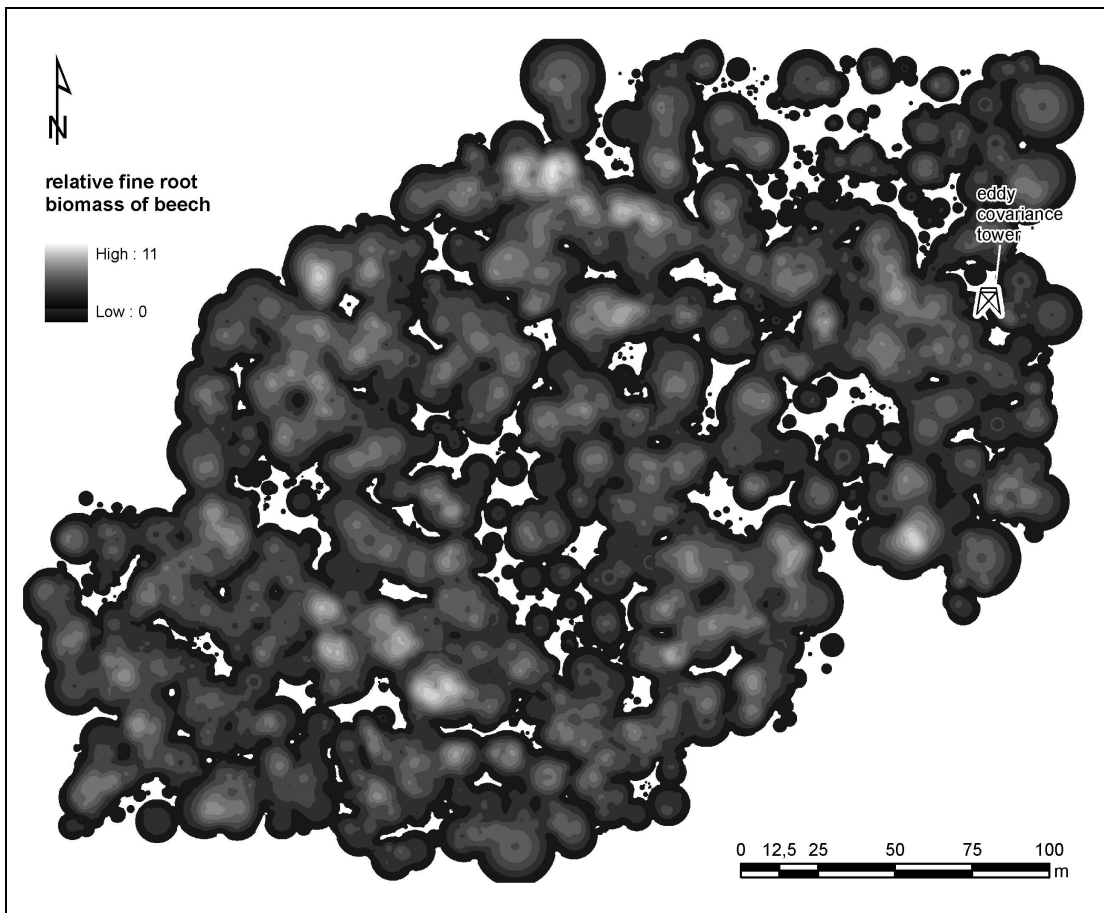 N
relative fine root
biomass of beech
High : 11
Low : 0
eddy
covariance
tower
0 12,5 25 50 75 100
m